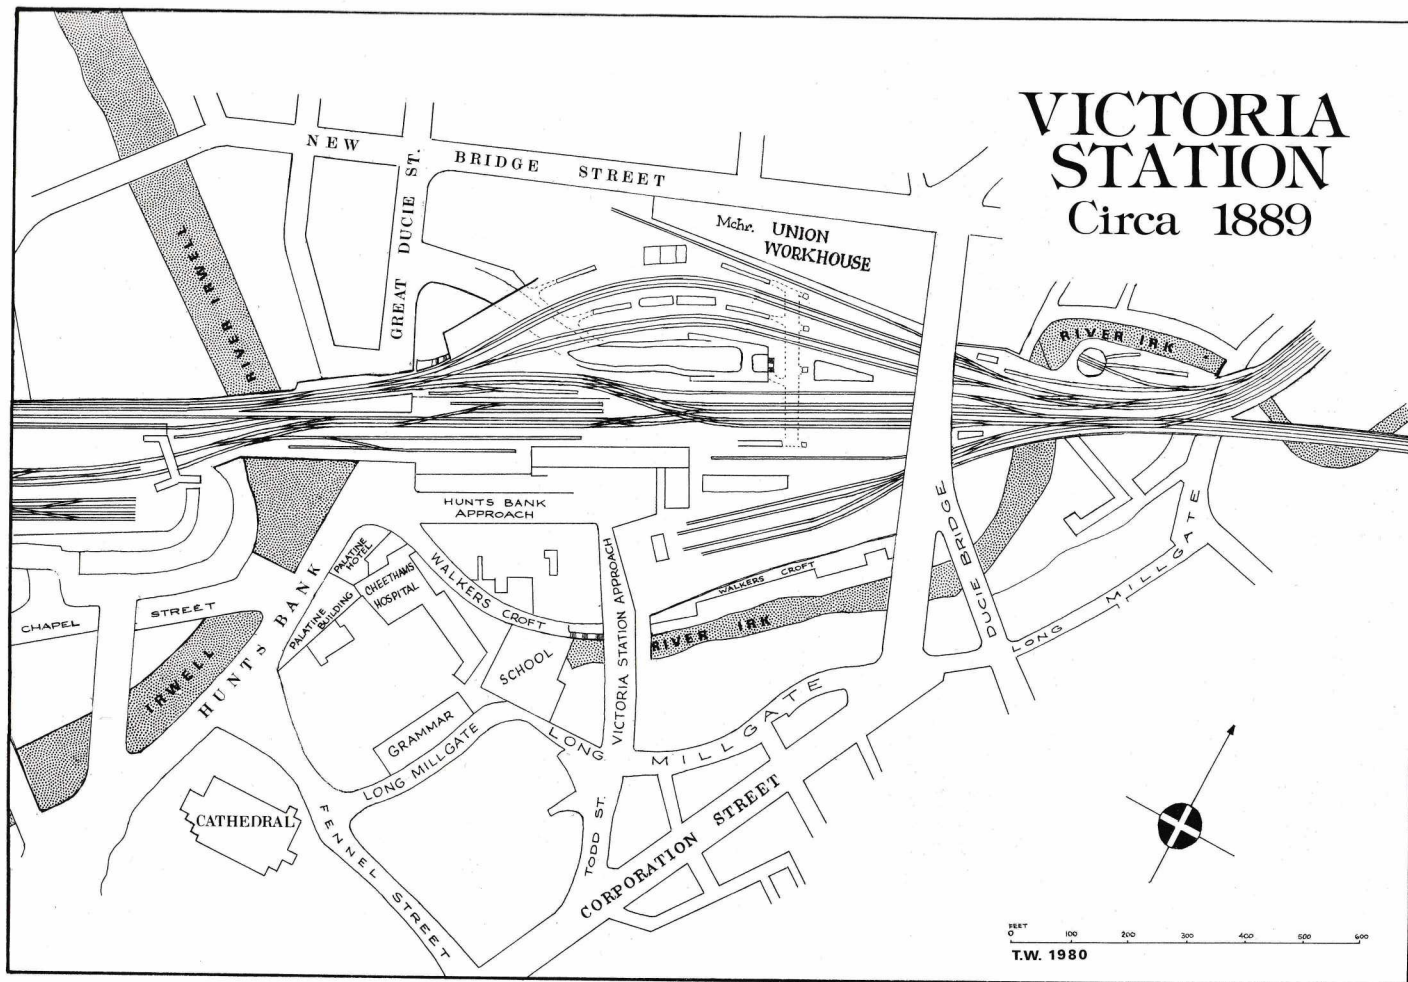 VICTORIA
STATION
Circa 1889
NEW BRIDGE STREET
GREAT DUCIE ST.
RIVER IRWELL
Mchr. UNION
WORKHOUSE
RIVER IRK
HUNTS BANK
APPROACH
PALATINE
HOTEL
PALATINE
BUILDING
CHEETHAMS
HOSPITAL
WALKERS CROFT
VICTORIA STATION APPROACH
WALKERS CROFT
RIVER IRK
DUCIE BRIDGE
LONG MILLGATE
CHAPEL STREET
HUNTS BANK
IRWELL
SCHOOL
GRAMMAR
LONG MILLGATE
LONG MILLGATE
CATHEDRAL
FENNEL STREET
TODD ST.
CORPORATION STREET
FEET
0 100 200 300 400 500 600
T.W. 1980